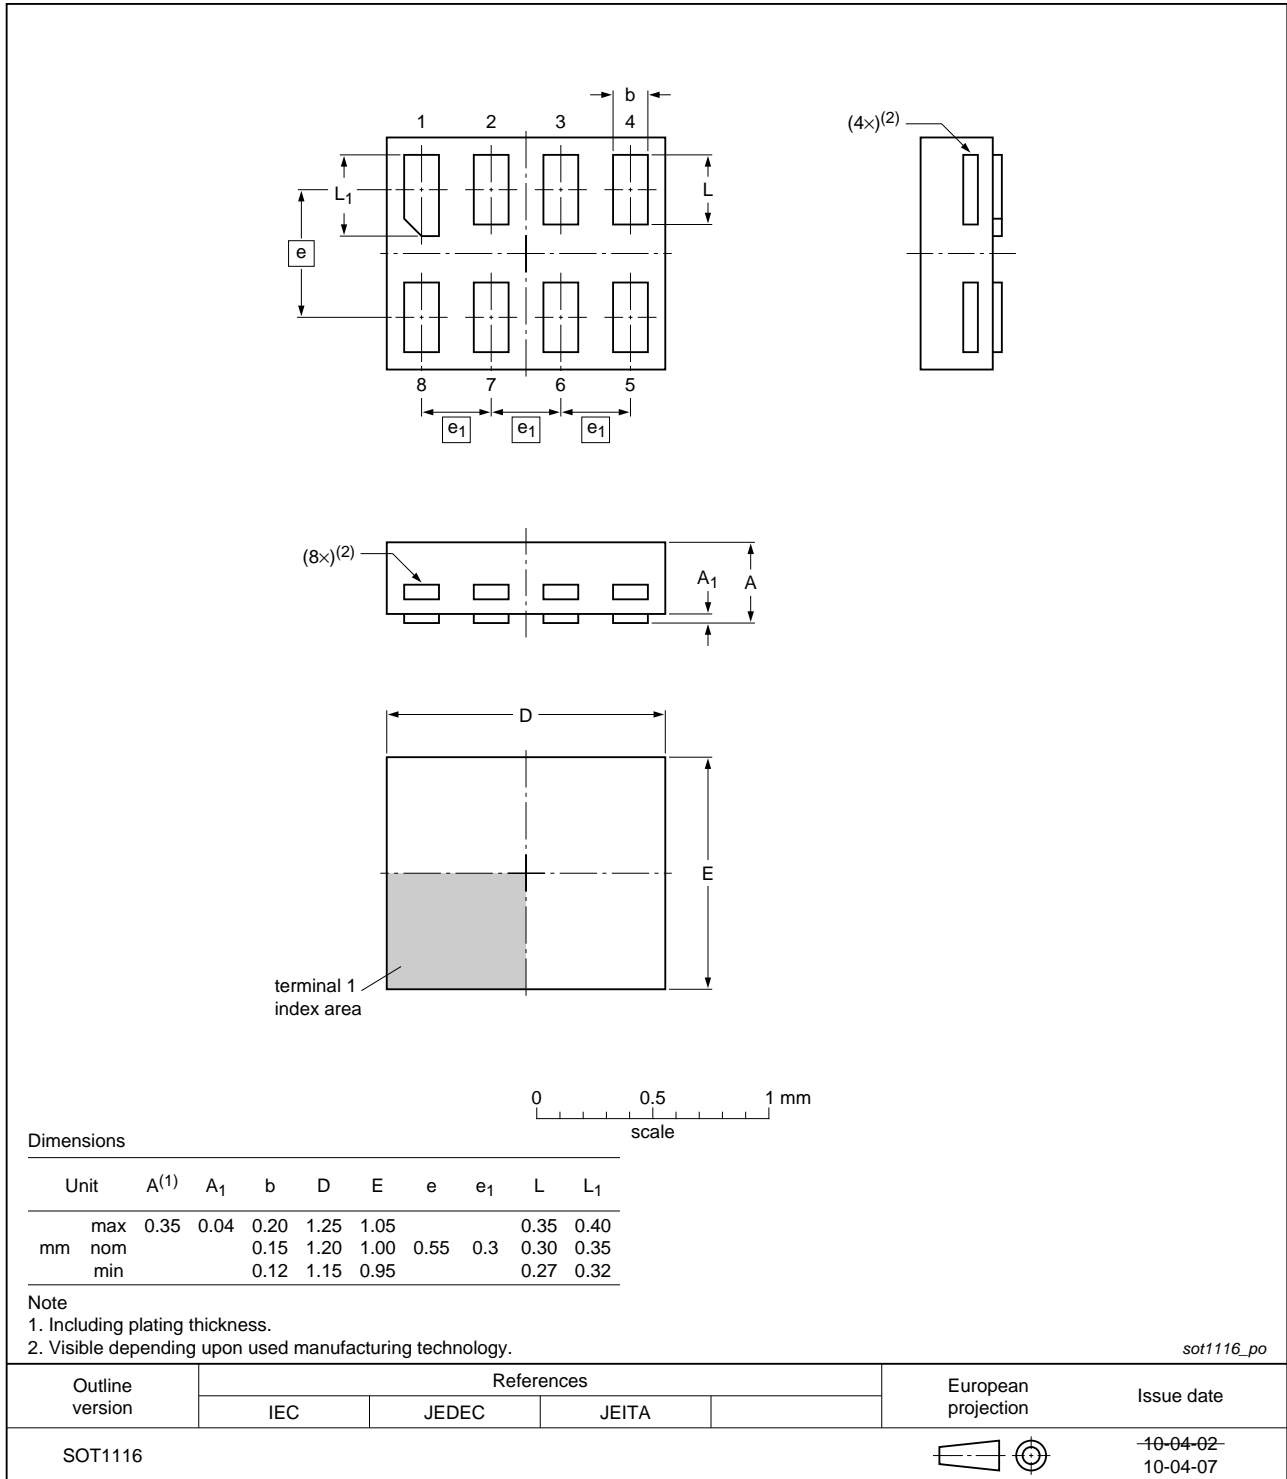 b
1 2 3 4
(4×)(2)
L1
L
e
8 7 6 5
e1 e1 e1
(8×)(2)
A1 A
D
E
terminal 1
index area
0 0.5 1 mm
scale
Dimensions
Unit A(1) A1 b D E e e1 L L1
max 0.35 0.04 0.20 1.25 1.05 0.35 0.40
mm nom 0.15 1.20 1.00 0.55 0.3 0.30 0.35
min 0.12 1.15 0.95 0.27 0.32
Note
1. Including plating thickness.
2. Visible depending upon used manufacturing technology.
sot1116_po
Outline version References European projection Issue date
IEC JEDEC JEITA
SOT1116 10-04-02
10-04-07